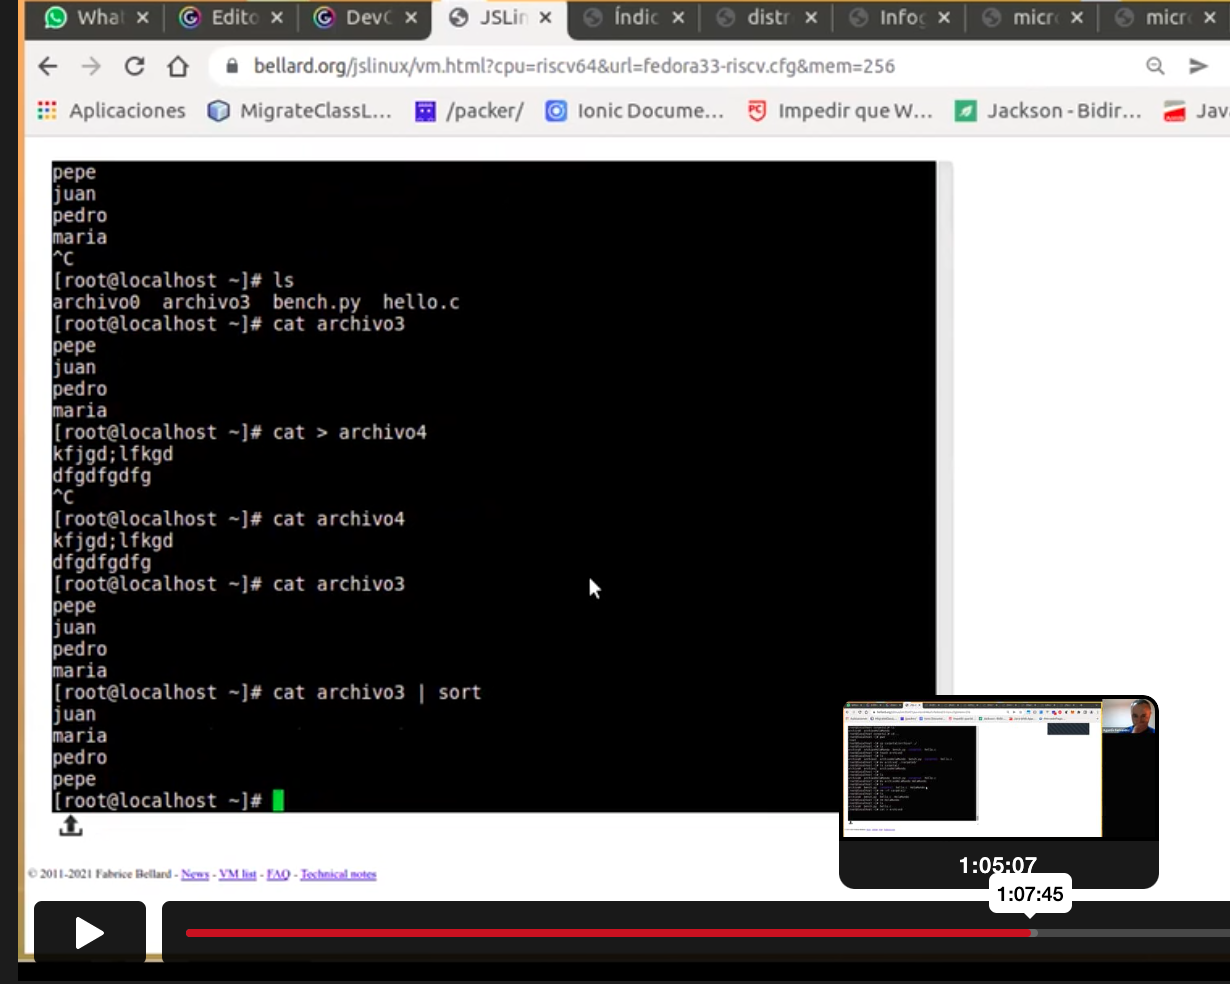 What
Edito
DevC
JSLin
Índic
distr
Infog
micro
micr
bellard.org/jslinux/vm.html?cpu=riscv64&url=fedora33-riscv.cfg&mem=256
Aplicaciones
MigrateClassL...
/packer/
Ionic Docume...
Impedir que W...
Jackson - Bidir...
Jav
pepe
juan
pedro
maria
^C
[root@localhost ~]# ls
archivo0 archivo3 bench.py hello.c
[root@localhost ~]# cat archivo3
pepe
juan
pedro
maria
[root@localhost ~]# cat > archivo4
kfjgd;lfkgd
dfgdfgdfg
^C
[root@localhost ~]# cat archivo4
kfjgd;lfkgd
dfgdfgdfg
[root@localhost ~]# cat archivo3
pepe
juan
pedro
maria
[root@localhost ~]# cat archivo3 | sort
juan
maria
pedro
pepe
[root@localhost ~]#
© 2011-2021 Fabrice Bellard - News - VM list - FAQ - Technical notes
1:05:07
1:07:45